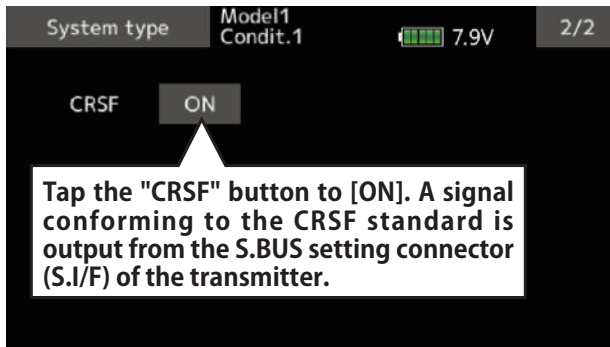 System type
Model1
Condit.1
7.9V
2/2
CRSF ON
Tap the "CRSF" button to [ON]. A signal
conforming to the CRSF standard is
output from the S.BUS setting connector
(S.I/F) of the transmitter.